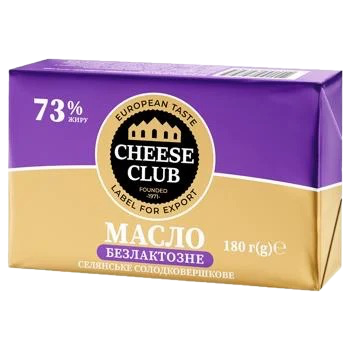 73%
ЖИРУ
EUROPEAN TASTE
CHEESE
CLUB
FOUNDED
-1971-
LABEL FOR EXPORT
МАСЛО
БЕЗЛАКТОЗНЕ
СЕЛЯНСЬКЕ СОЛОДКОВЕРШКОВЕ
180 г(g)℮